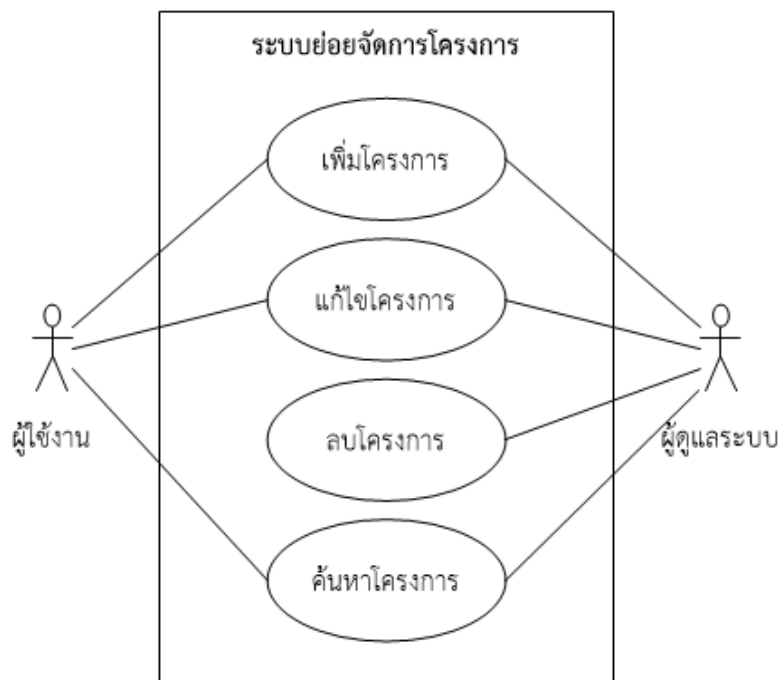 ระบบย่อยจัดการโครงการ
เพิ่มโครงการ
แก้ไขโครงการ
ลบโครงการ
ค้นหาโครงการ
ผู้ใช้งาน
ผู้ดูแลระบบ